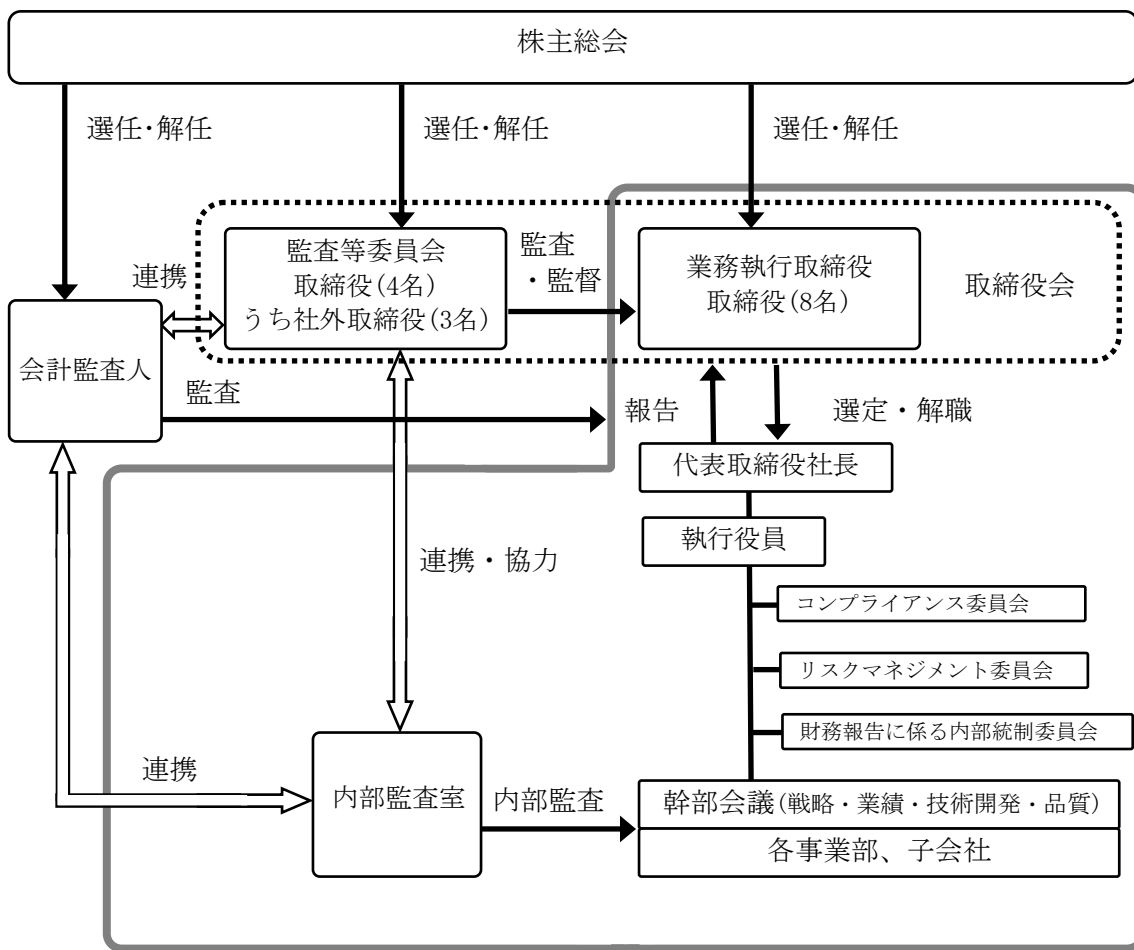 株主総会
選任･解任
選任･解任
選任･解任
監査等委員会
取締役(4名)
うち社外取締役(3名)
監査
・監督
業務執行取締役
取締役(8名)
取締役会
連携
会計監査人
監査
報告
選定・解職
代表取締役社長
執行役員
連携・協力
コンプライアンス委員会
リスクマネジメント委員会
財務報告に係る内部統制委員会
連携
内部監査室
内部監査
幹部会議(戦略・業績・技術開発・品質)
各事業部、子会社